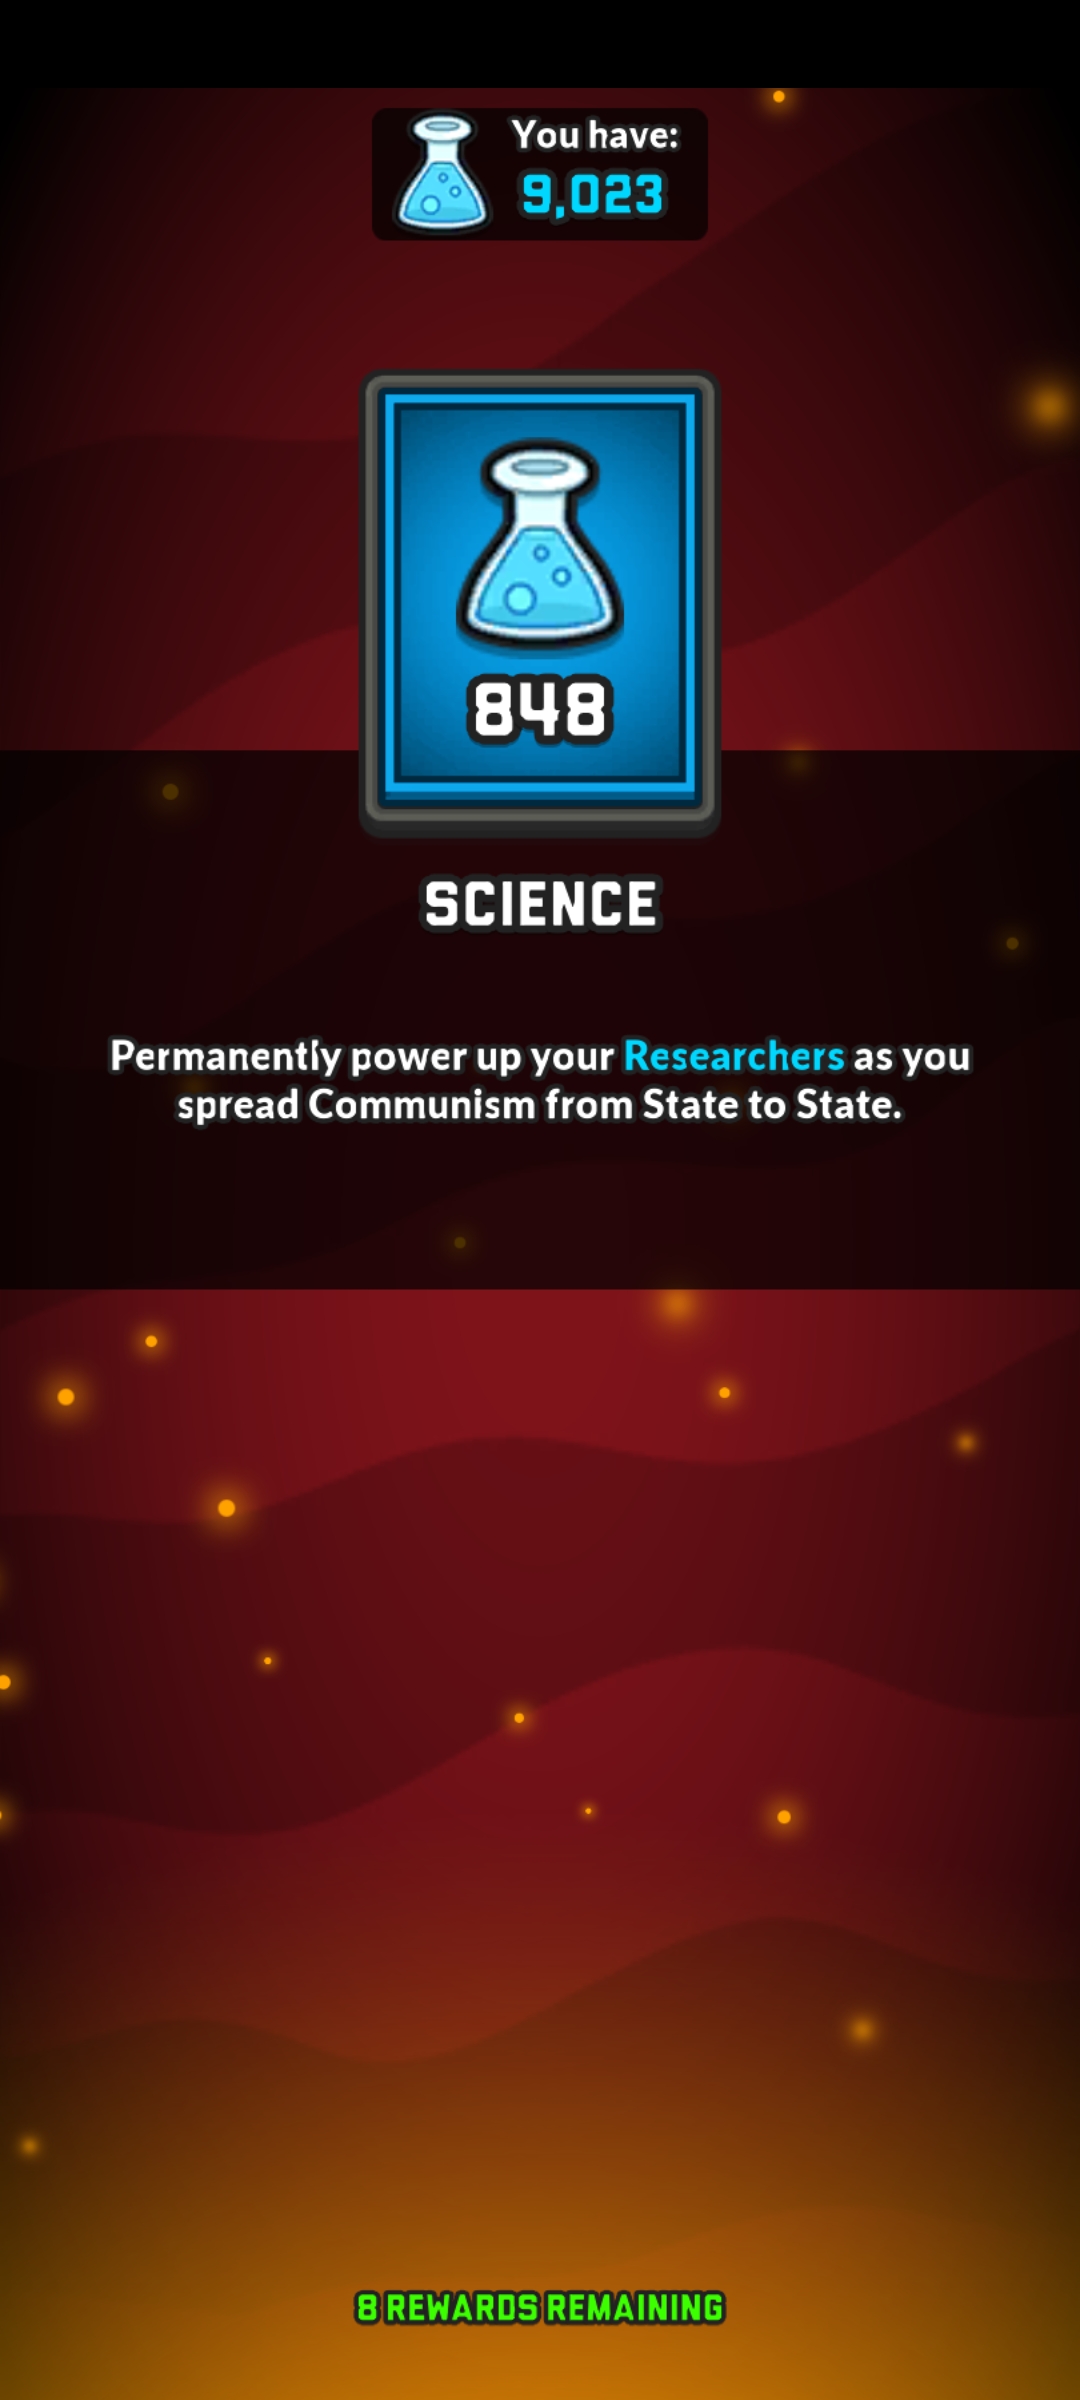 You have:
9,023
848
SCIENCE
Permanently power up your Researchers as you
spread Communism from State to State.
8 REWARDS REMAINING